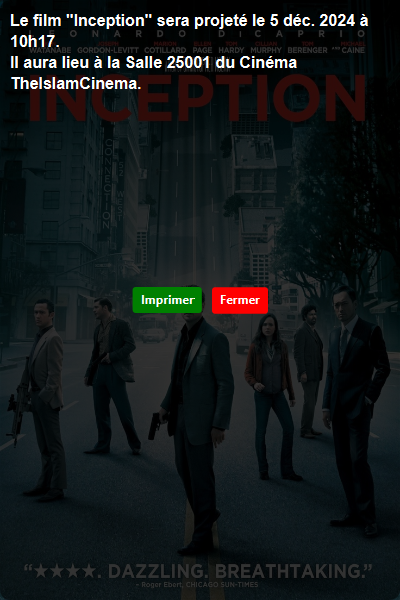 Le film "Inception" sera projeté le 5 déc. 2024 à
10h17.
Il aura lieu à la Salle 25001 du Cinéma
TheIslamCinema.
LEONARDO DICAPRIO
WATANABE GORDON-LEVITT COTILLARD PAGE HARDY MURPHY BERENGER CAINE
INCEPTION
Imprimer Fermer
“★★★★. DAZZLING. BREATHTAKING.”
- Roger Ebert, CHICAGO SUN-TIMES